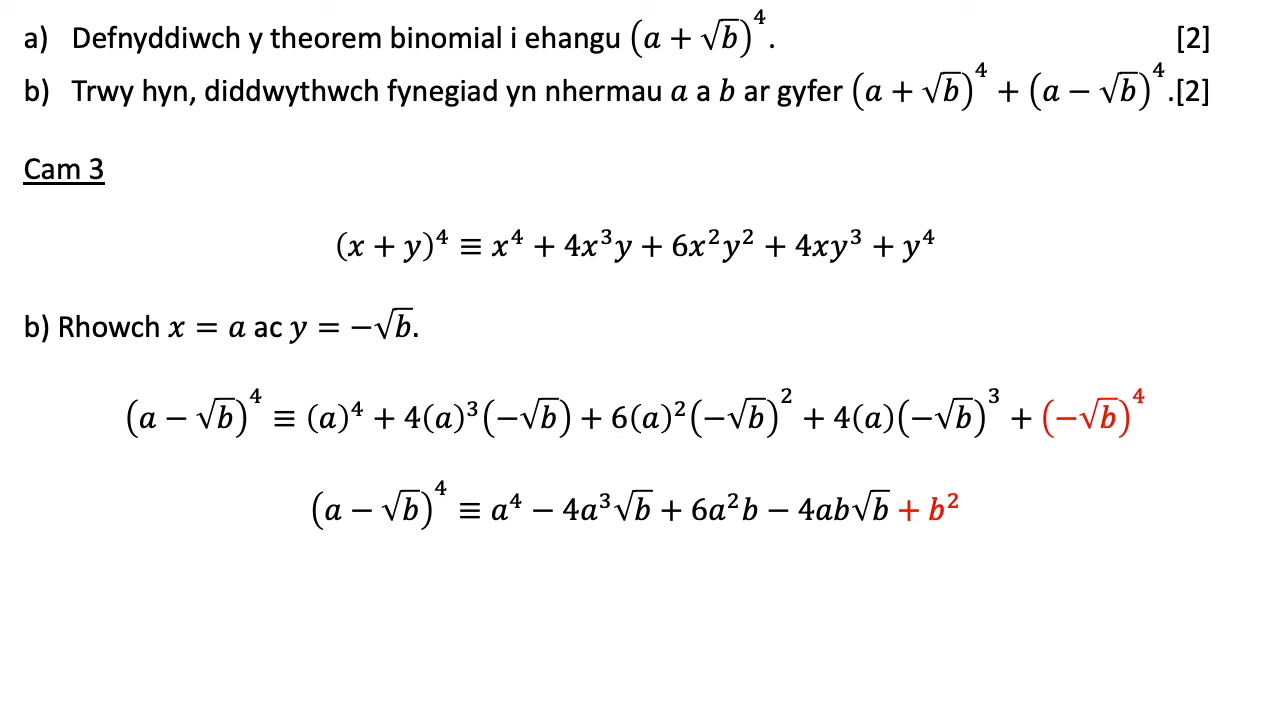 a) Defnyddiwch y theorem binomial i ehangu (a + √b)⁴. [2]
b) Trwy hyn, diddwythwch fynegiad yn nhermau a a b ar gyfer (a + √b)⁴ + (a − √b)⁴.[2]
Cam 3
(x + y)⁴ ≡ x⁴ + 4x³y + 6x²y² + 4xy³ + y⁴
b) Rhowch x = a ac y = −√b.
(a − √b)⁴ ≡ (a)⁴ + 4(a)³(−√b) + 6(a)²(−√b)² + 4(a)(−√b)³ + (−√b)⁴
(a − √b)⁴ ≡ a⁴ − 4a³√b + 6a²b − 4ab√b + b²